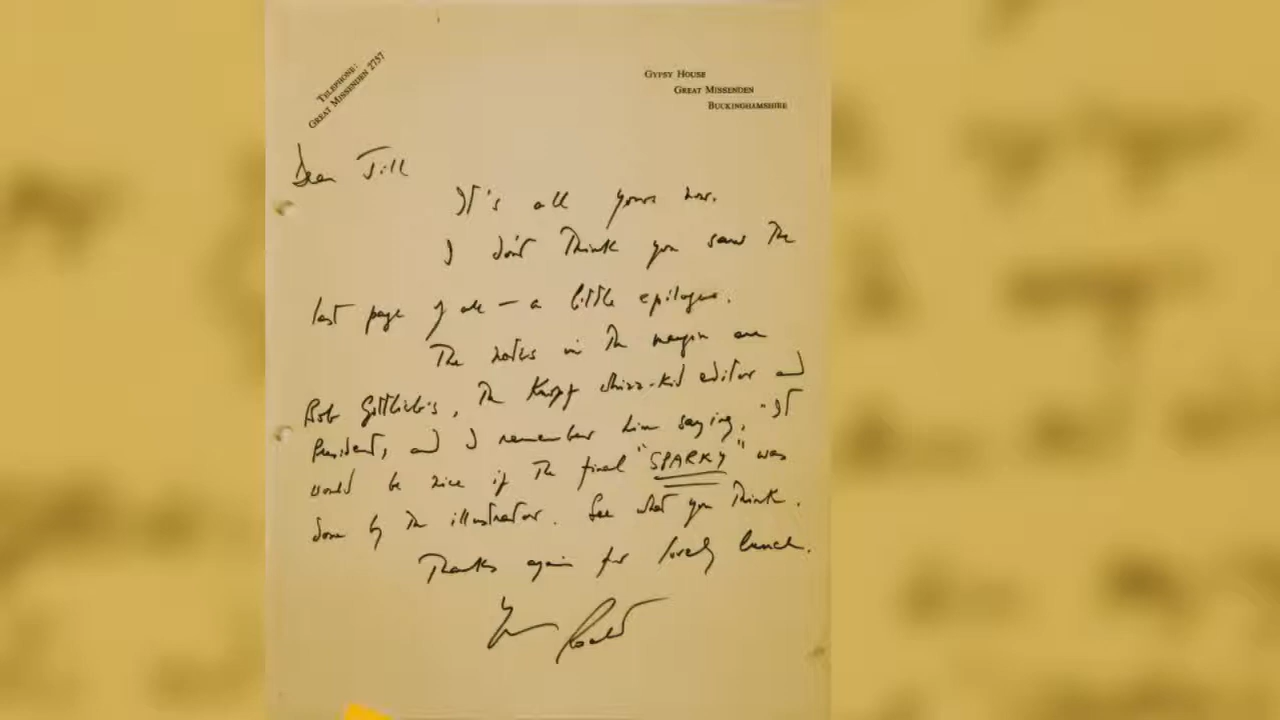 TELEPHONE:
GREAT MISSENDEN 2757
GYPSY HOUSE
GREAT MISSENDEN
BUCKINGHAMSHIRE
Dear Jill
It's all yours now.
I don't think you saw the
last page of all – a little epilogue.
The notes in the margin are
Bob Gottlieb's, the Knopf whizz-kid editor and
President, and I remember him saying, "It
would be nice if the final "SPARKY" was
done by the illustrator. See what you think.
Thanks again for lovely lunch.
Yours Roald